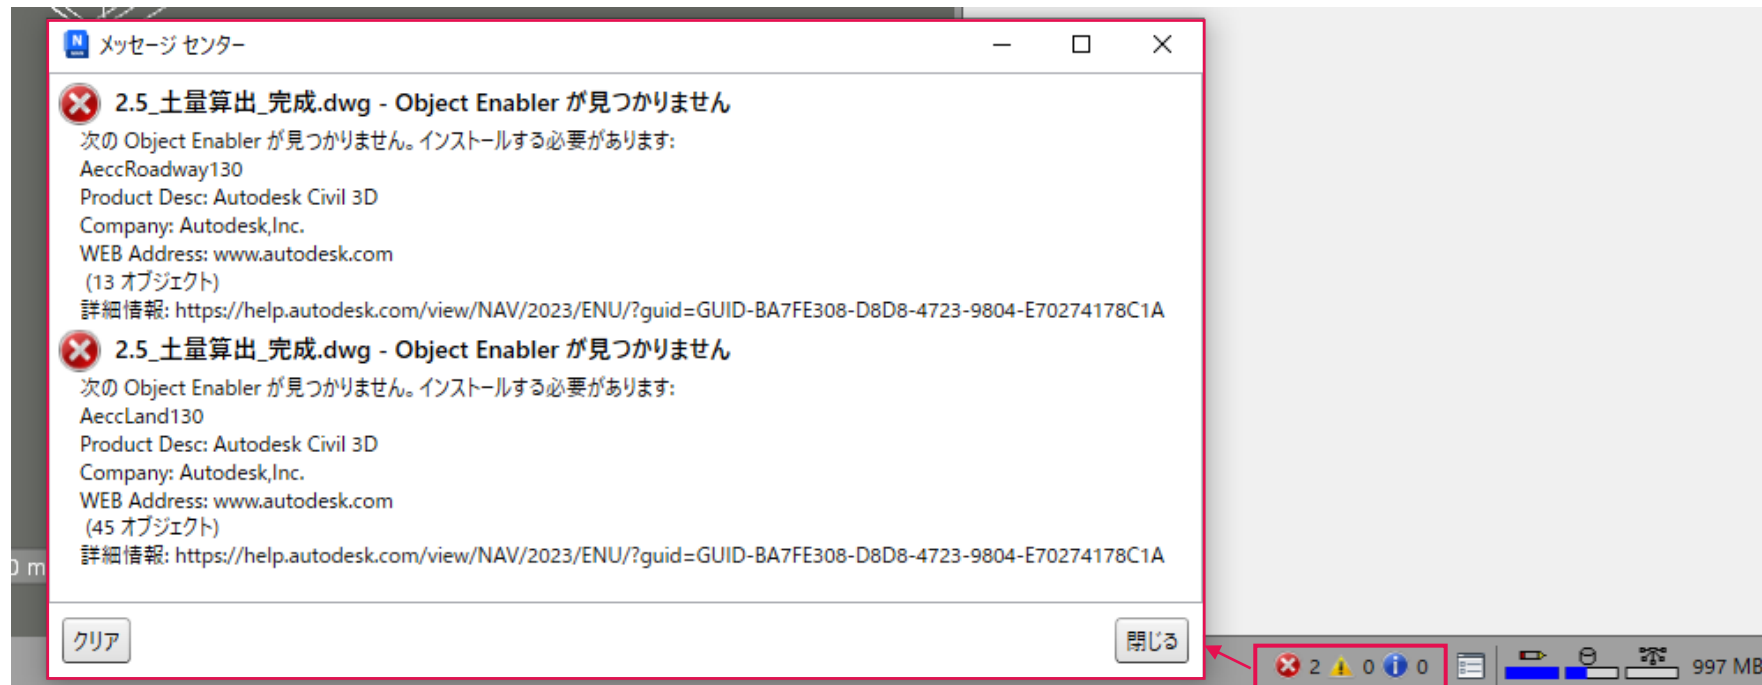 メッセージ センター
2.5_土量算出_完成.dwg - Object Enabler が見つかりません
次の Object Enabler が見つかりません。インストールする必要があります:
AeccRoadway130
Product Desc: Autodesk Civil 3D
Company: Autodesk,Inc.
WEB Address: www.autodesk.com
(13 オブジェクト)
詳細情報: https://help.autodesk.com/view/NAV/2023/ENU/?guid=GUID-BA7FE308-D8D8-4723-9804-E70274178C1A
2.5_土量算出_完成.dwg - Object Enabler が見つかりません
次の Object Enabler が見つかりません。インストールする必要があります:
AeccLand130
Product Desc: Autodesk Civil 3D
Company: Autodesk,Inc.
WEB Address: www.autodesk.com
(45 オブジェクト)
詳細情報: https://help.autodesk.com/view/NAV/2023/ENU/?guid=GUID-BA7FE308-D8D8-4723-9804-E70274178C1A
0 m
クリア
閉じる
2 0 0
997 MB